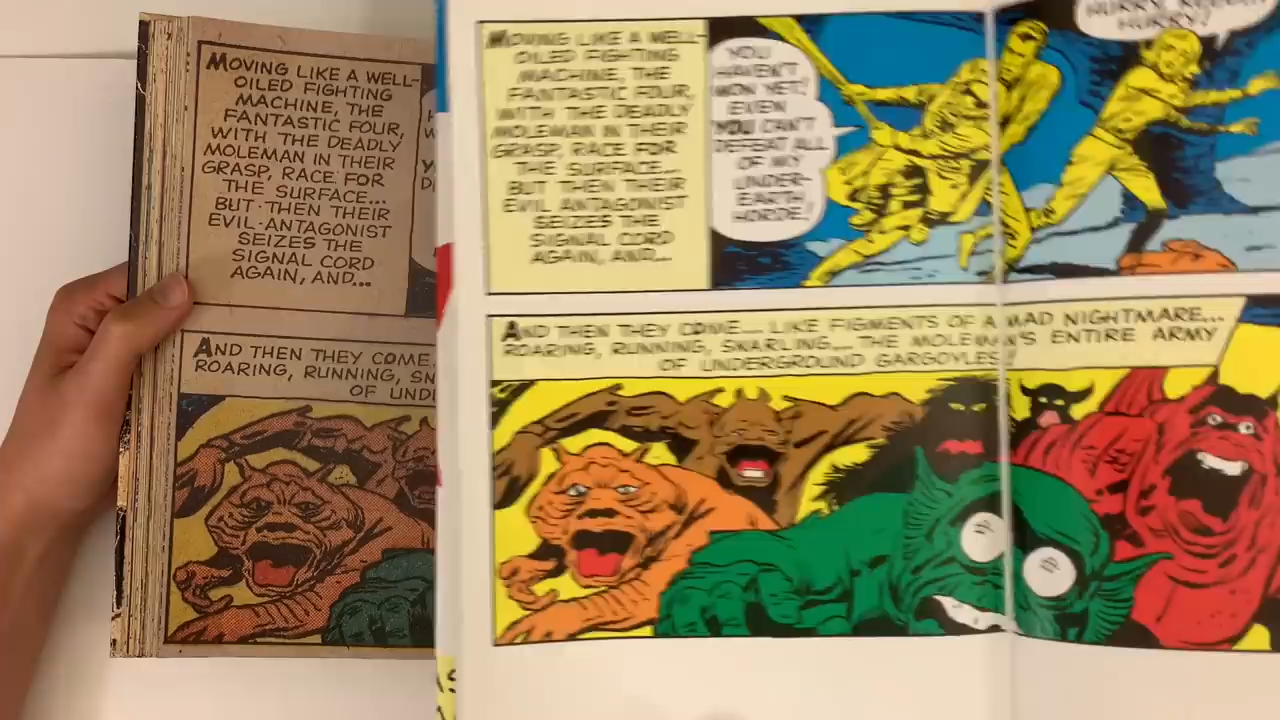 MOVING LIKE A WELL-
OILED FIGHTING
MACHINE, THE
FANTASTIC FOUR,
WITH THE DEADLY
MOLEMAN IN THEIR
GRASP, RACE FOR
THE SURFACE...
BUT THEN THEIR
EVIL ANTAGONIST
SEIZES THE
SIGNAL CORD
AGAIN, AND...
AND THEN THEY COME
ROARING, RUNNING,
OF
MOVING LIKE A WELL-
OILED FIGHTING
MACHINE, THE
FANTASTIC FOUR,
WITH THE DEADLY
MOLEMAN IN THEIR
GRASP, RACE FOR
THE SURFACE...
BUT THEN THEIR
EVIL ANTAGONIST
SEIZES THE
SIGNAL CORD
AGAIN, AND...
YOU
HAVEN'T
WON YET!
EVEN
YOU CAN'T
DEFEAT ALL
OF MY
UNDER-
EARTH
HORDE!
HURRY,
HURRY!
AND THEN THEY COME... LIKE FIGMENTS OF A MAD NIGHTMARE...
ROARING, RUNNING, SNARLING... THE MOLEMAN'S ENTIRE ARMY
OF UNDERGROUND GARGOYLES!